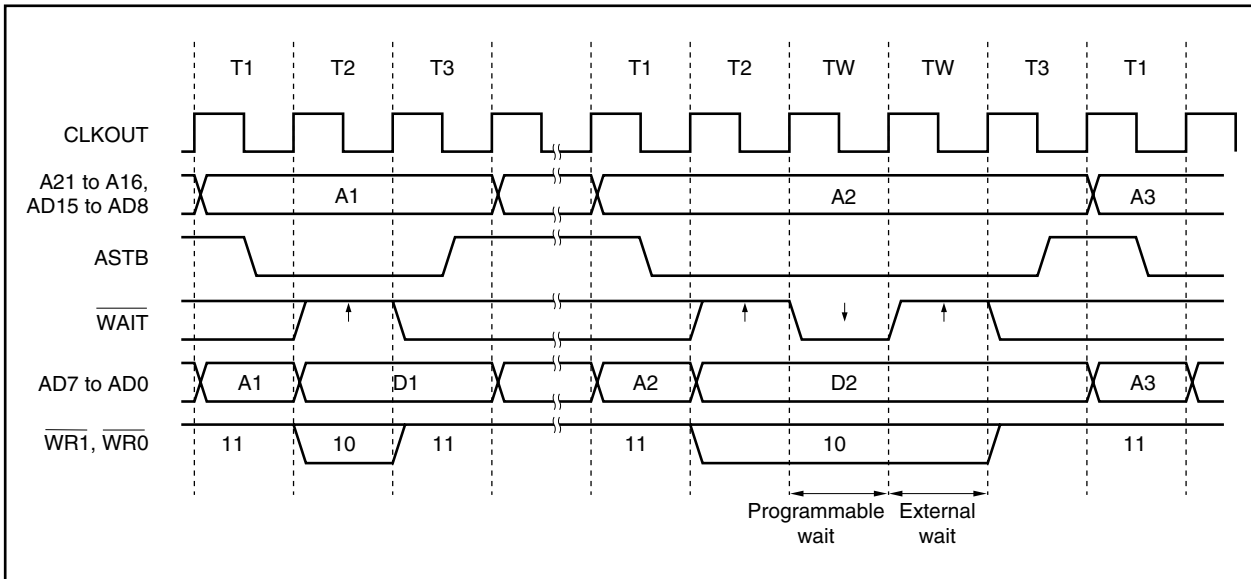 T1 T2 T3 T1 T2 TW TW T3 T1
CLKOUT
A21 to A16,
AD15 to AD8
A1 A2 A3
ASTB
WAIT
AD7 to AD0 A1 D1 A2 D2 A3
WR1, WR0 11 10 11 11 10 11
Programmable
wait
External
wait